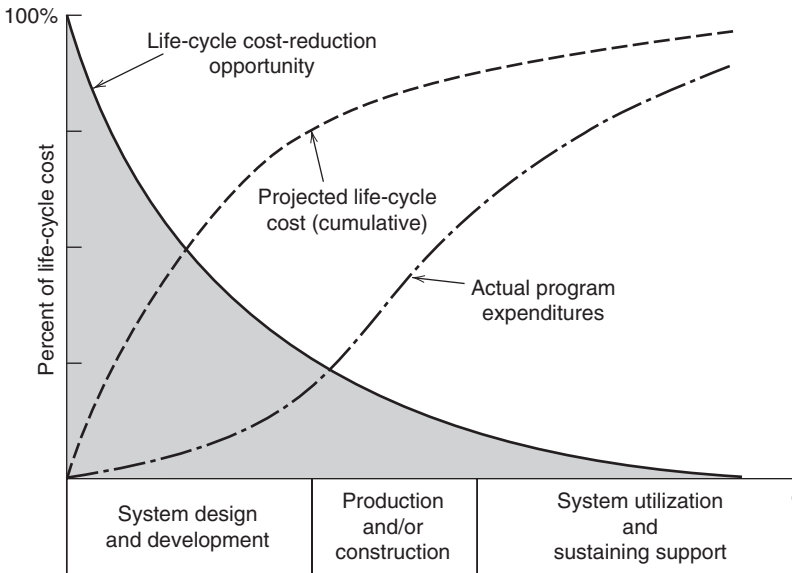 100%
Life-cycle cost-reduction
opportunity
Percent of life-cycle cost
Projected life-cycle
cost (cumulative)
Actual program
expenditures
System design
and development
Production
and/or
construction
System utilization
and
sustaining support